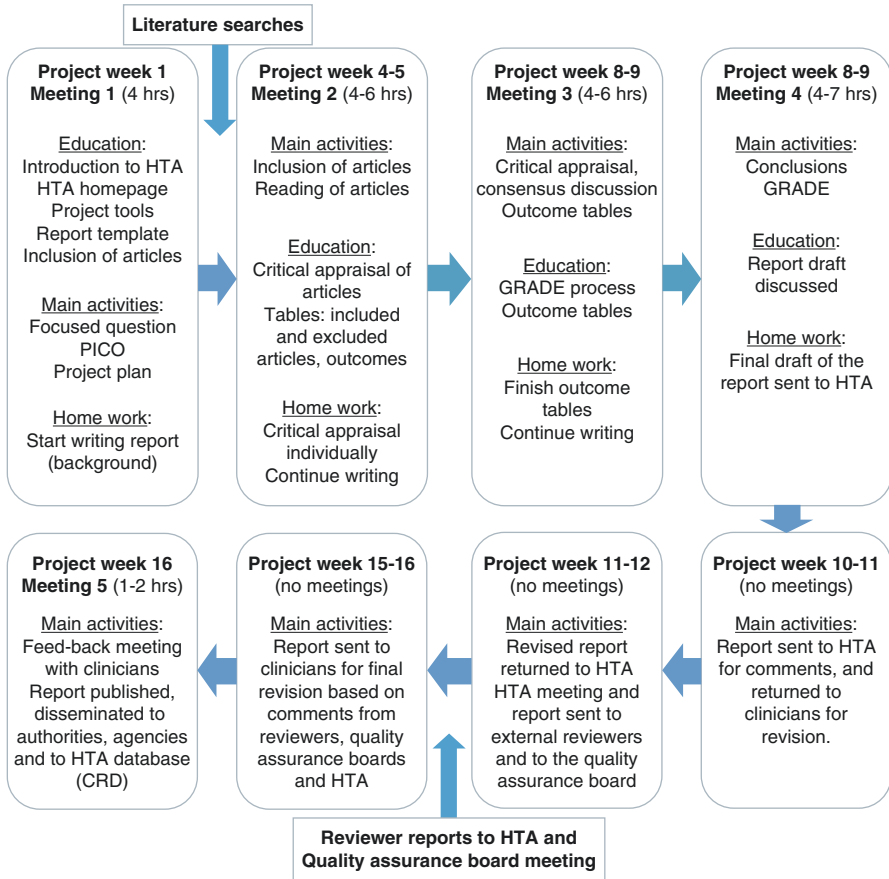 Literature searches
Project week 1
Meeting 1 (4 hrs)
Education:
Introduction to HTA
HTA homepage
Project tools
Report template
Inclusion of articles
Main activities:
Focused question
PICO
Project plan
Home work:
Start writing report
(background)
Project week 4-5
Meeting 2 (4-6 hrs)
Main activities:
Inclusion of articles
Reading of articles
Education:
Critical appraisal of
articles
Tables: included
and excluded
articles, outcomes
Home work:
Critical appraisal
individually
Continue writing
Project week 8-9
Meeting 3 (4-6 hrs)
Main activities:
Critical appraisal,
consensus discussion
Outcome tables
Education:
GRADE process
Outcome tables
Home work:
Finish outcome
tables
Continue writing
Project week 8-9
Meeting 4 (4-7 hrs)
Main activities:
Conclusions
GRADE
Education:
Report draft
discussed
Home work:
Final draft of the
report sent to HTA
Project week 10-11
(no meetings)
Main activities:
Report sent to HTA
for comments, and
returned to
clinicians for
revision.
Project week 11-12
(no meetings)
Main activities:
Revised report
returned to HTA
HTA meeting and
report sent to
external reviewers
and to the quality
assurance board
Project week 15-16
(no meetings)
Main activities:
Report sent to
clinicians for final
revision based on
comments from
reviewers, quality
assurance boards
and HTA
Project week 16
Meeting 5 (1-2 hrs)
Main activities:
Feed-back meeting
with clinicians
Report published,
disseminated to
authorities, agencies
and to HTA database
(CRD)
Reviewer reports to HTA and
Quality assurance board meeting